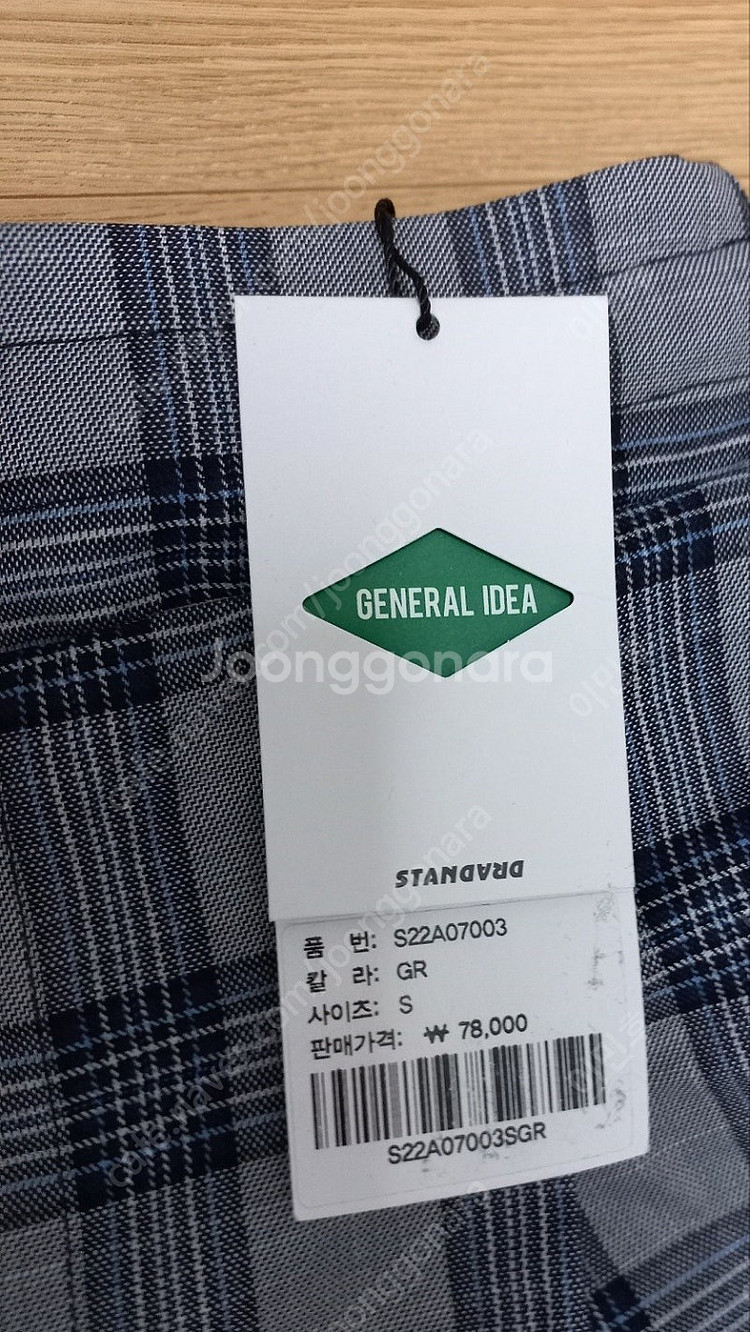 GENERAL IDEA
Joonggonara
STANDARD
품 번: S22A07003
칼 라: GR
사이즈: S
판매가격: ₩ 78,000
S22A07003SGR